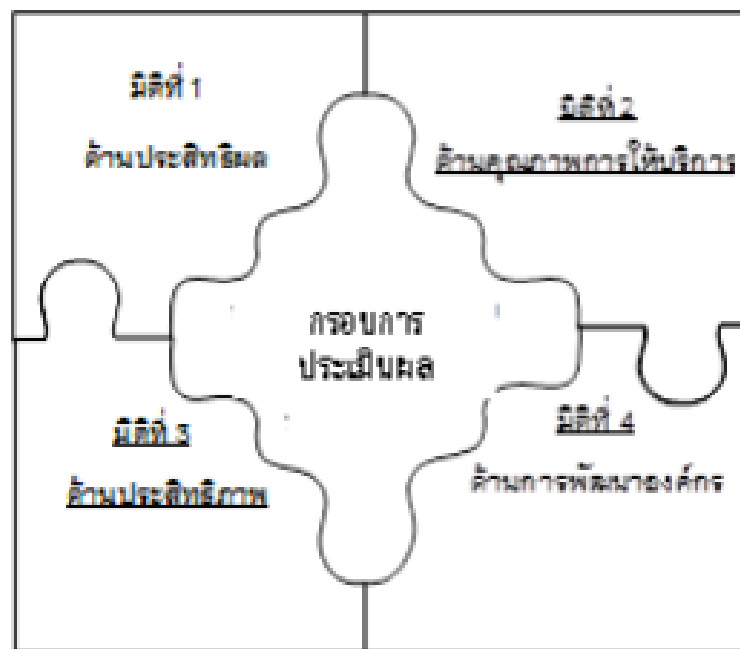 มิติที่ 1
ด้านประสิทธิผล
มิติที่ 2
ด้านคุณภาพการให้บริการ
กรอบการ
ประเมินผล
มิติที่ 3
ด้านประสิทธิภาพ
มิติที่ 4
ด้านการพัฒนาองค์กร